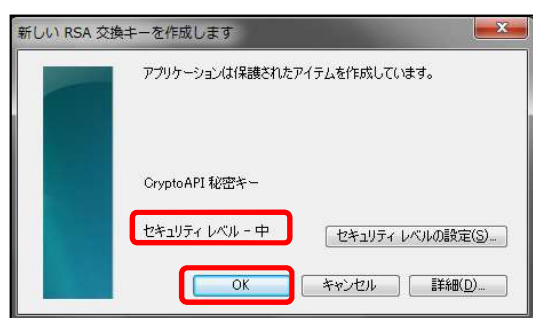 新しい RSA 交換キーを作成します
アプリケーションは保護されたアイテムを作成しています。
CryptoAPI 秘密キー
セキュリティ レベル - 中
セキュリティ レベルの設定(S)...
OK
キャンセル
詳細(D)...